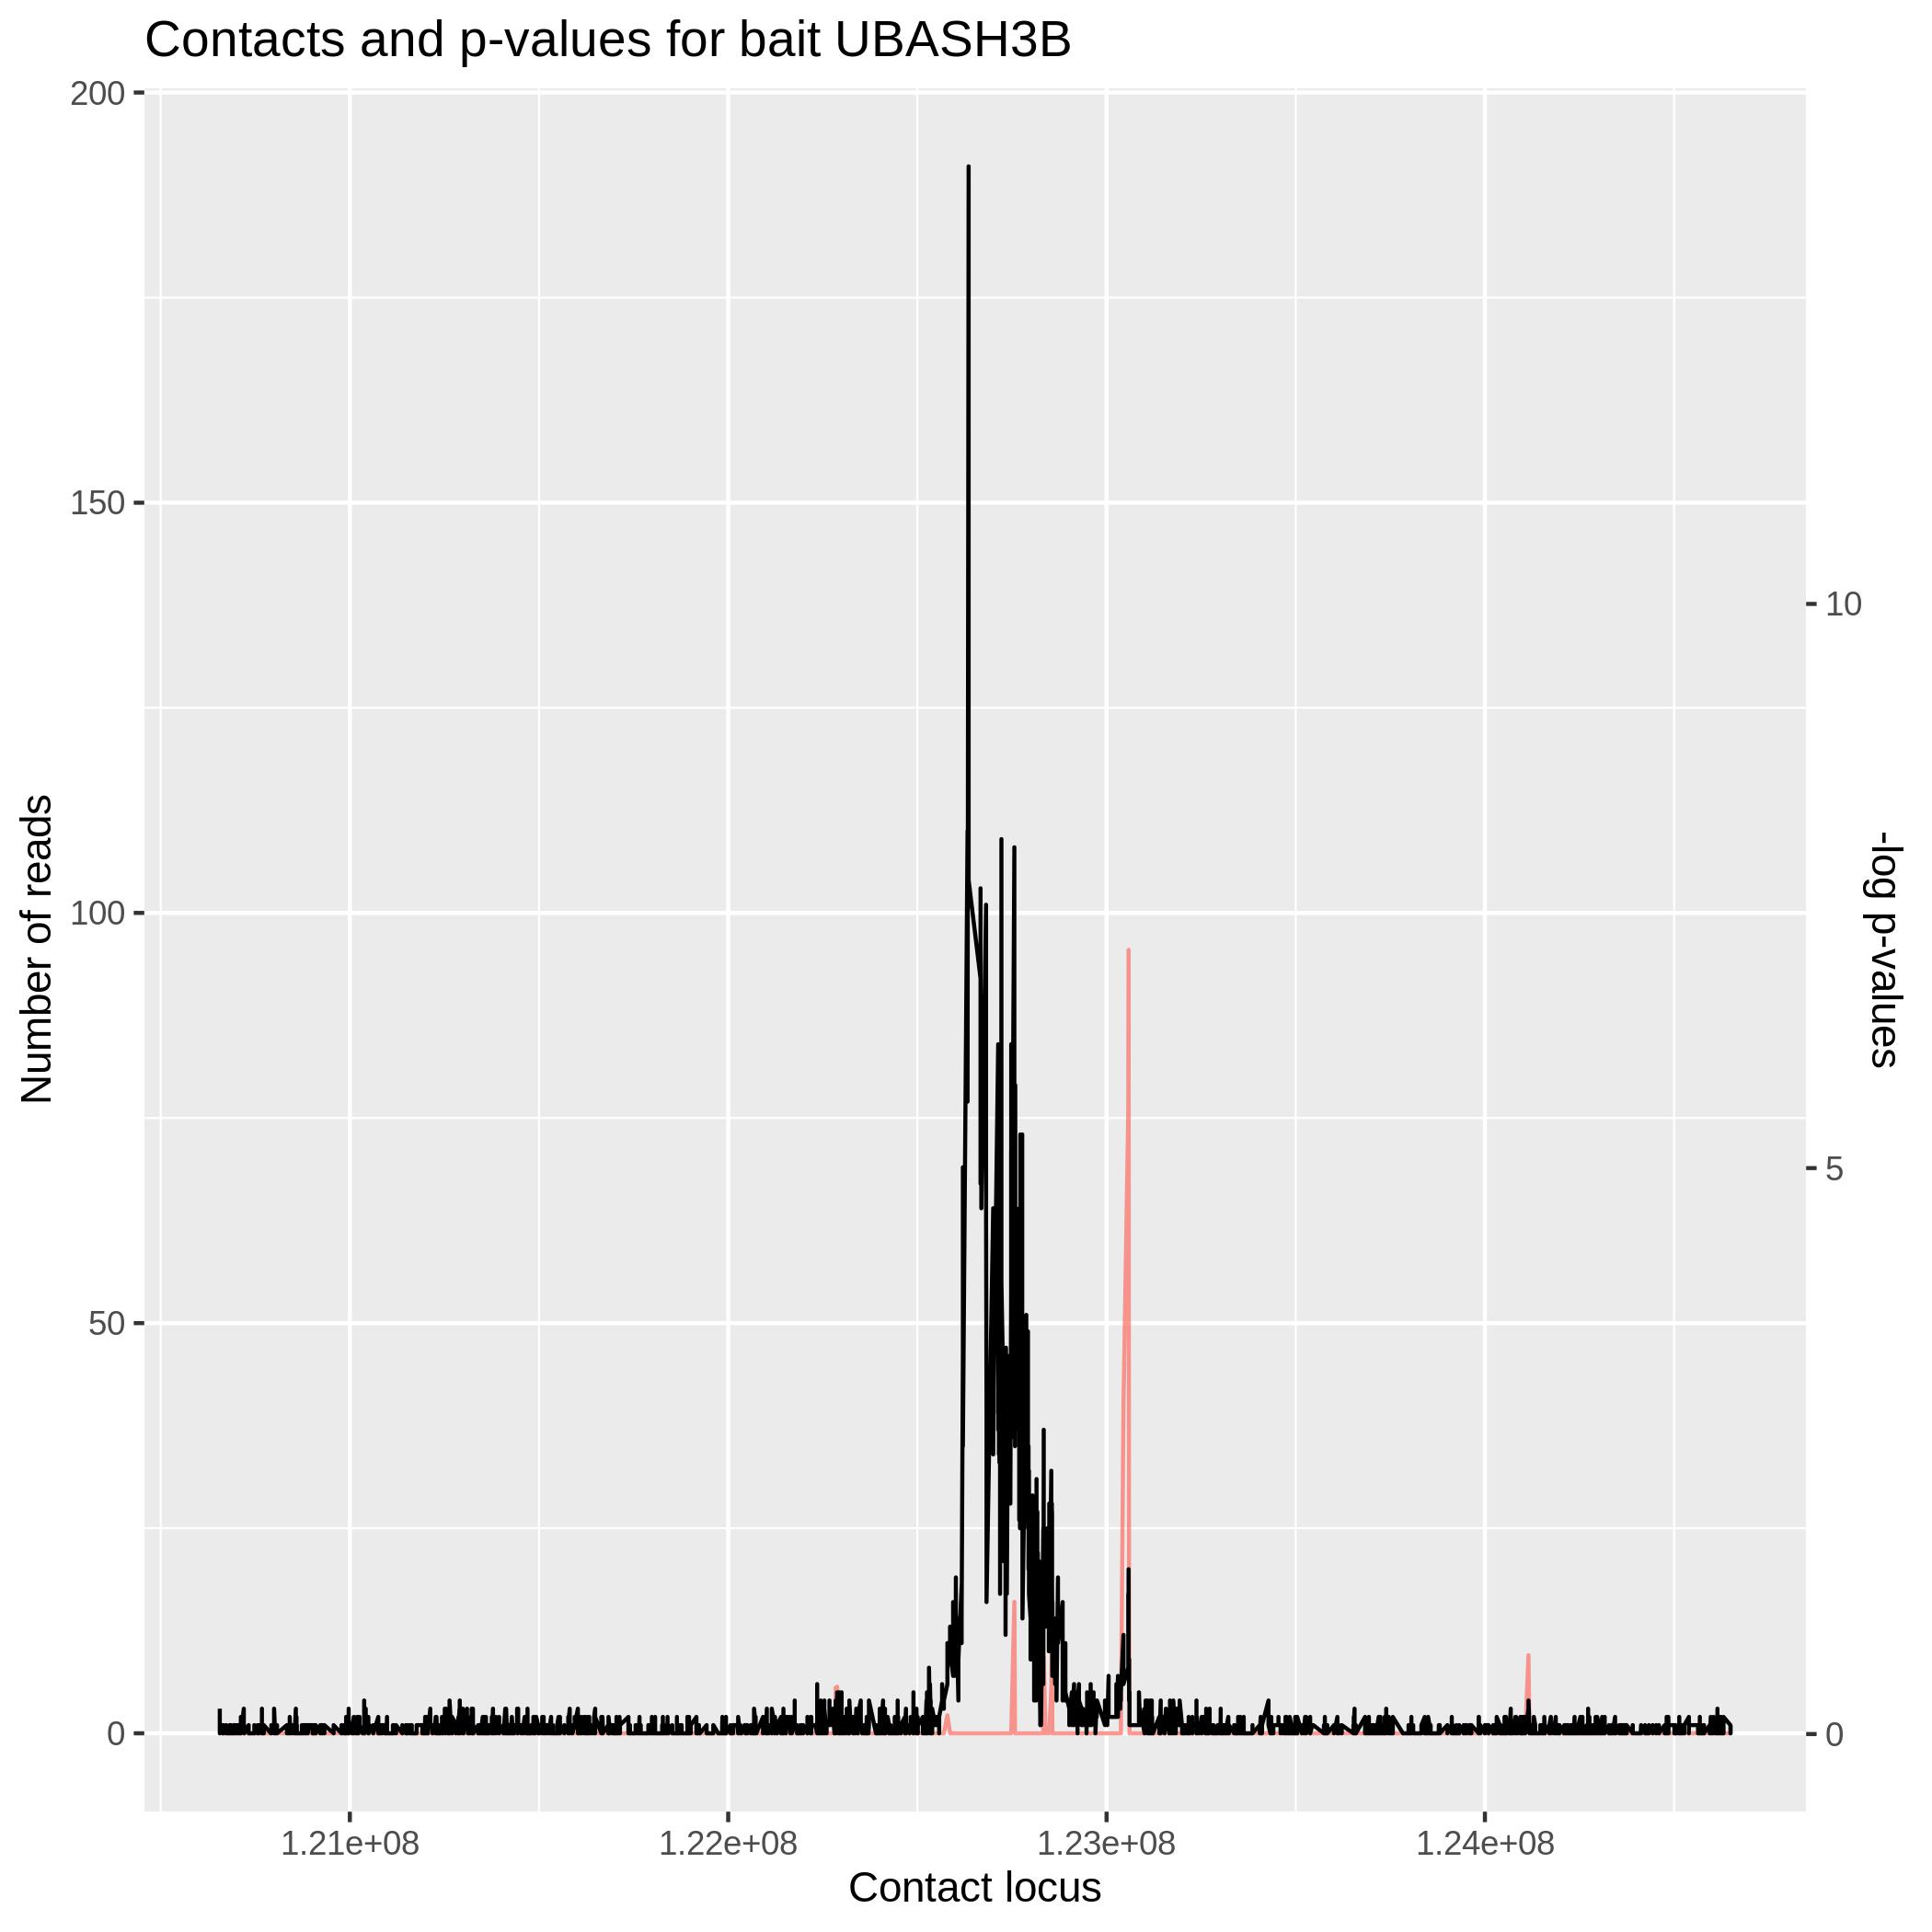 Contacts and p-values for bait UBASH3B
200
150
100
50
0
Number of reads
10
5
0
-log p-values
1.21e+08
1.22e+08
1.23e+08
1.24e+08
Contact locus